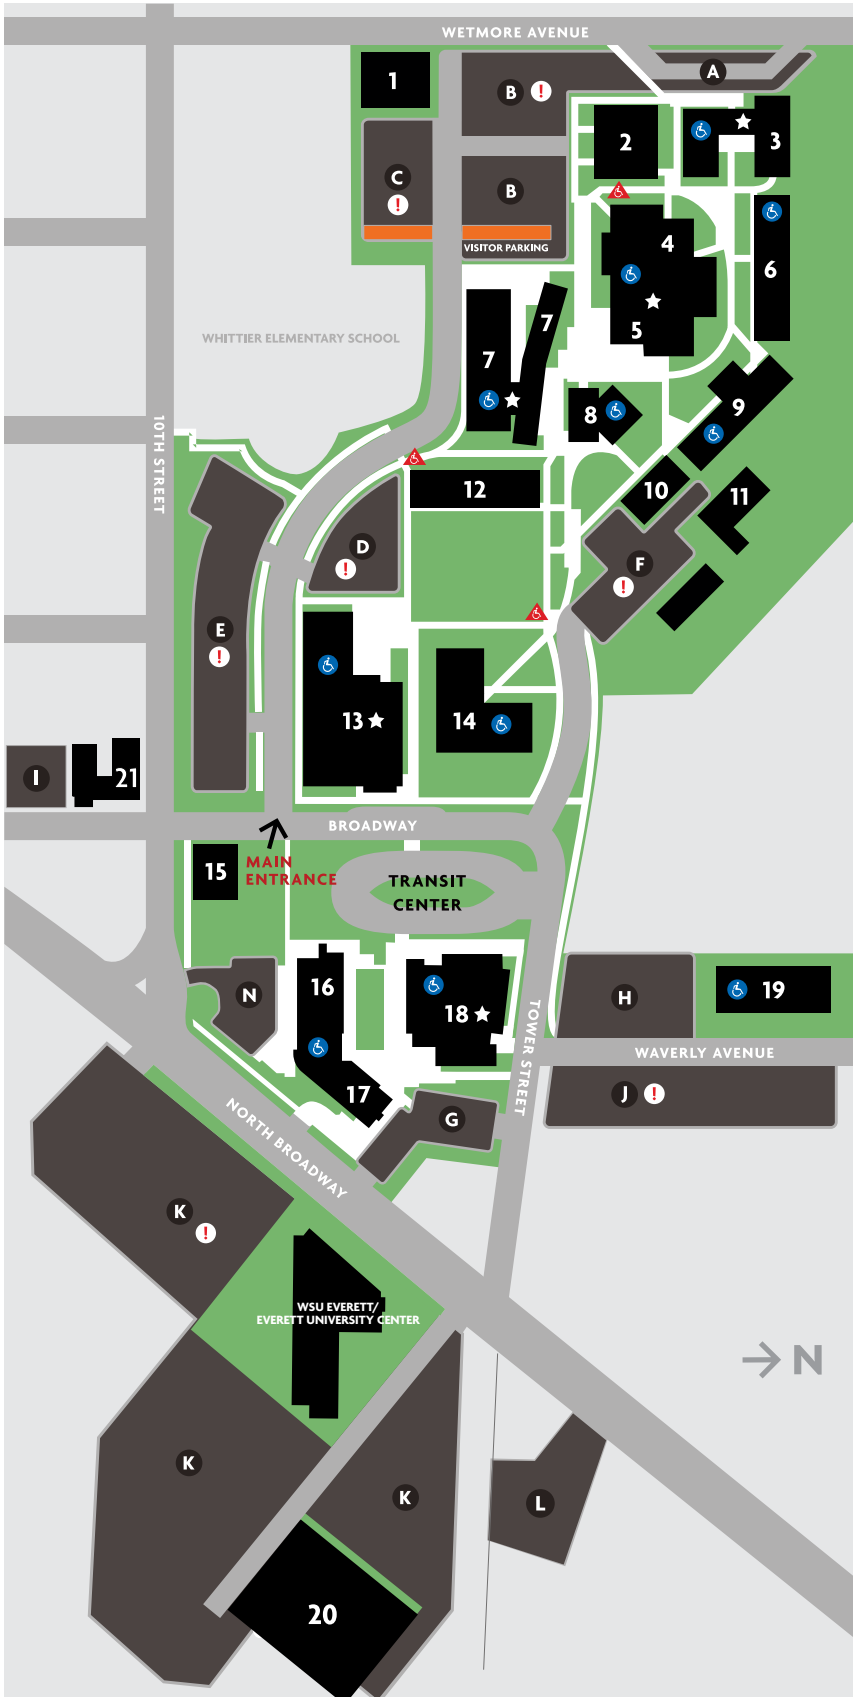 WETMORE AVENUE
A
1
B !
2
3
C
!
B
VISITOR PARKING
4
6
5
WHITTIER ELEMENTARY SCHOOL
7
7
8
9
10TH STREET
12
10
11
D
!
F
!
E
!
13
14
I
21
BROADWAY
MAIN
ENTRANCE
15
TRANSIT
CENTER
N
16
18
H
19
TOWER STREET
WAVERLY AVENUE
17
J !
G
NORTH BROADWAY
K
!
WSU EVERETT/
EVERETT UNIVERSITY CENTER
N
K
K
L
20